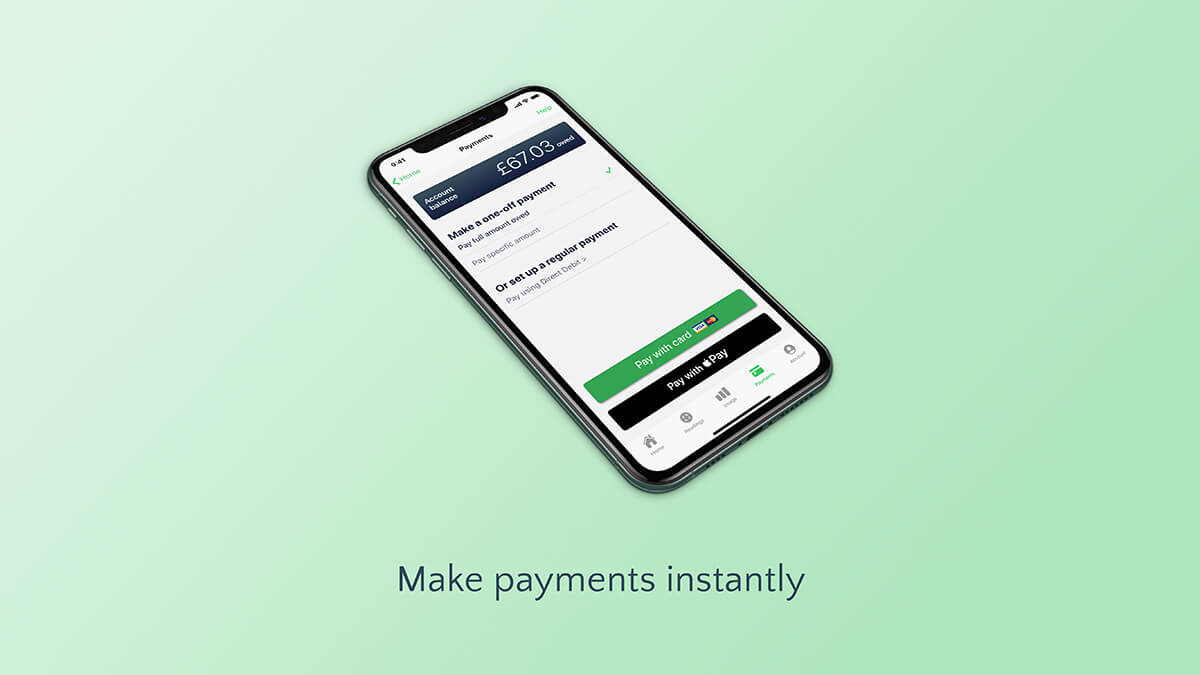 9:41
Home
Payments
Help
Account
balance
£67.03 owed
Make a one-off payment
Pay full amount owed
Pay specific amount
Or set up a regular payment
Pay using Direct Debit >
Pay with card VISA
Pay with Pay
Home
Readings
Usage
Payments
Account
Make payments instantly